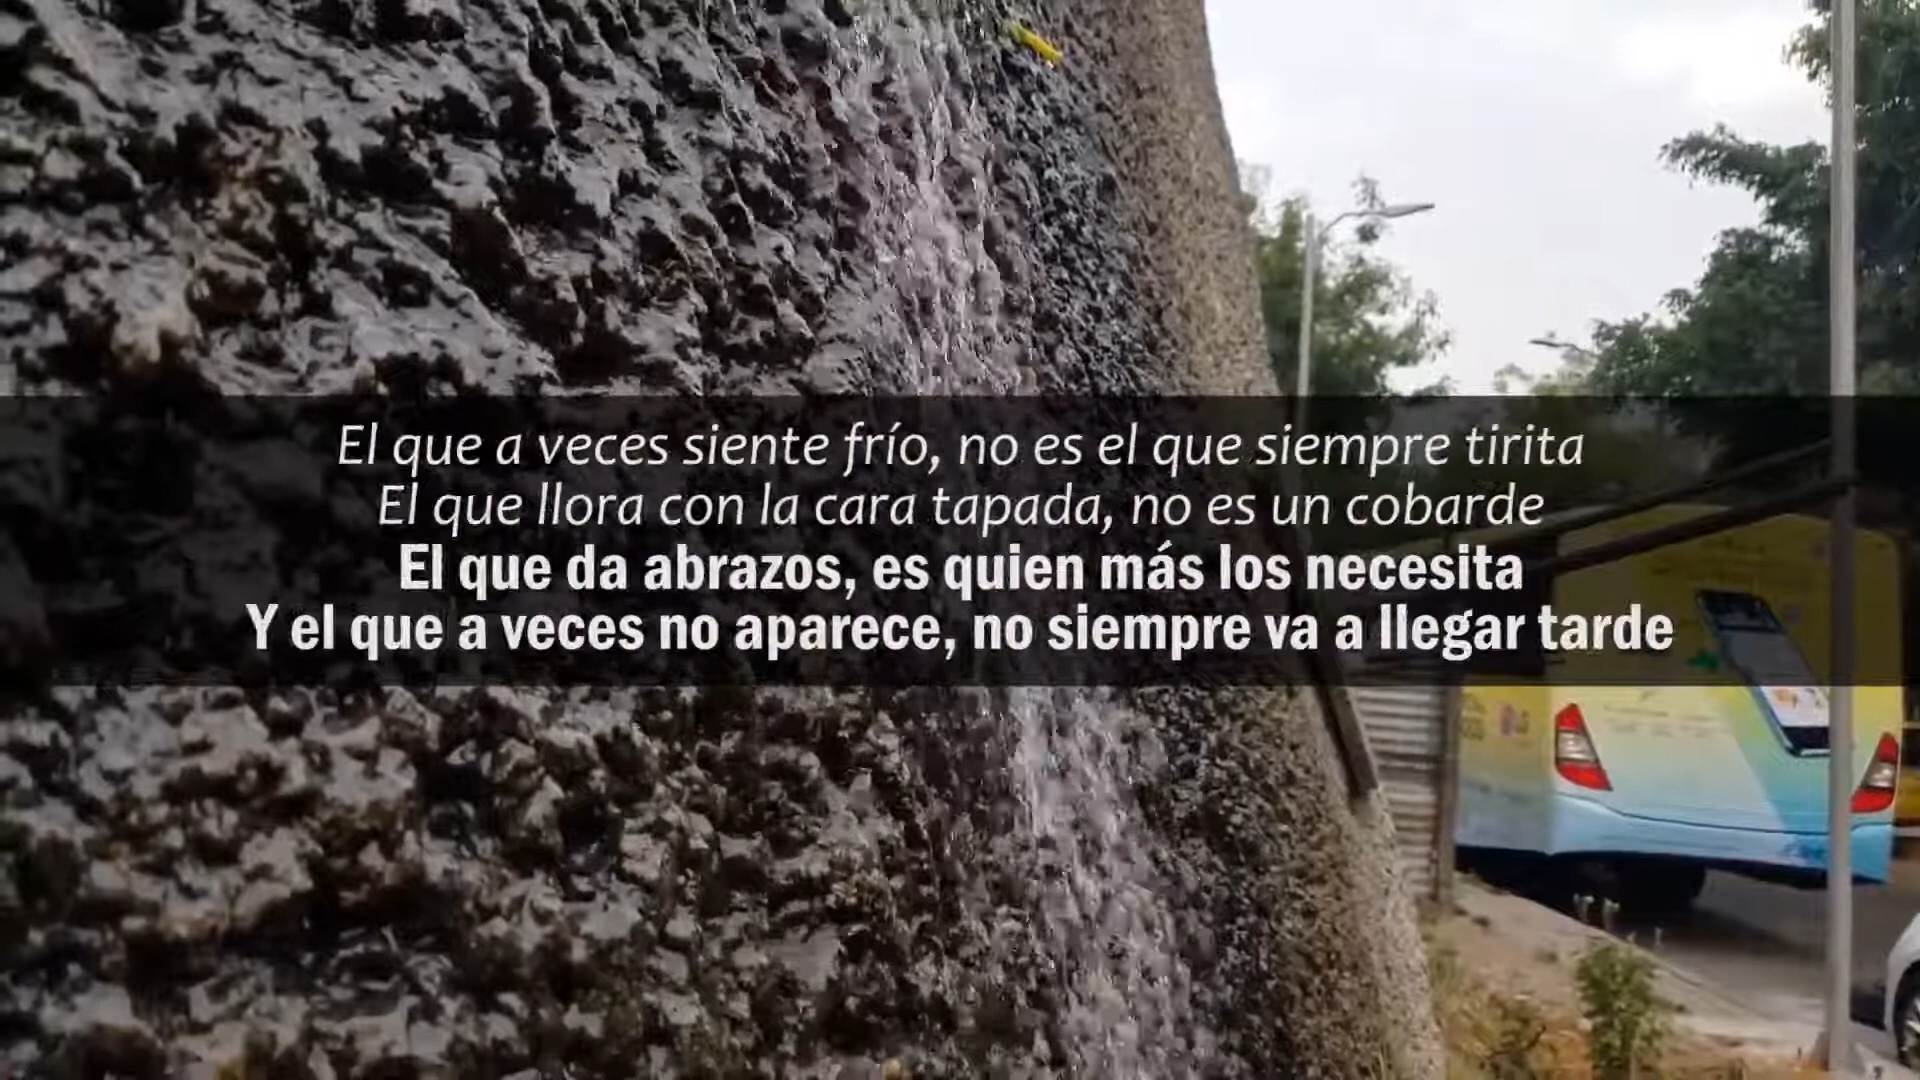 El que a veces siente frío, no es el que siempre tirita
El que llora con la cara tapada, no es un cobarde
El que da abrazos, es quien más los necesita
Y el que a veces no aparece, no siempre va a llegar tarde